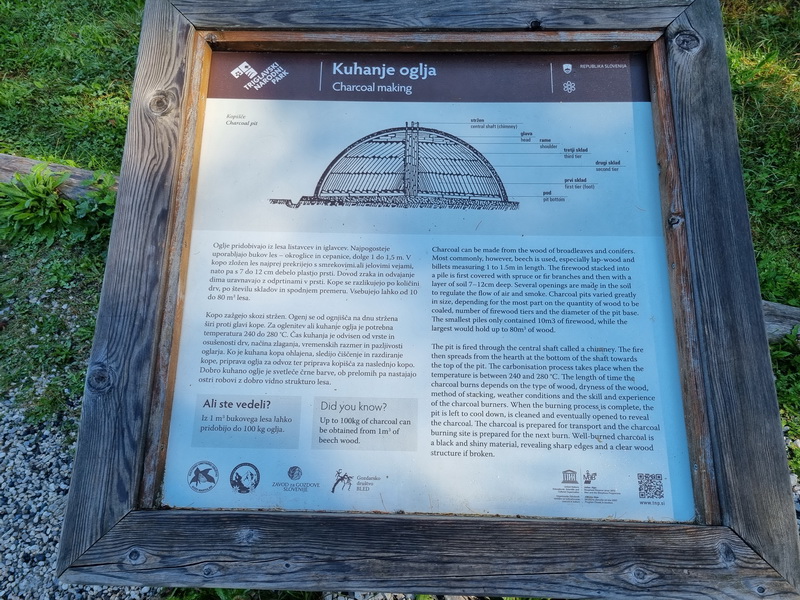 TRIGLAVSKI
NARODNI
PARK
Kuhanje oglja
Charcoal making
REPUBLIKA SLOVENIJA
Kopišče
Charcoal pit
stržen
central shaft (chimney)
glava
head
rame
shoulder
tretji sklad
third tier
drugi sklad
second tier
prvi sklad
first tier (foot)
pod
pit bottom
Oglje pridobivajo iz lesa listavcev in iglavcev. Najpogosteje
uporabljajo bukov les – okroglice in cepanice, dolge 1 do 1,5 m. V
kopo zložen les najprej prekrijejo s smrekovimi ali jelovimi vejami,
nato pa s 7 do 12 cm debelo plastjo prsti. Dovod zraka in odvajanje
dima uravnavajo z odprtinami v prsti. Kope se razlikujejo po količini
drv, po številu skladov in spodnjem premeru. Vsebujejo lahko od 10
do 80 m³ lesa.
Kopo zažgejo skozi stržen. Ogenj se od ognjišča na dnu stržena
širi proti glavi kope. Za oglenitev ali kuhanje oglja je potrebna
temperatura 240 do 280 °C. Čas kuhanja je odvisen od vrste in
osušenosti drv, načina zlaganja, vremenskih razmer in pazljivosti
oglarja. Ko je kuhana kopa ohlajena, sledijo čiščenje in razdiranje
kope, priprava oglja za odvoz ter priprava kopišča za naslednjo kopo.
Dobro kuhano oglje je svetleče črne barve, ob prelomih pa nastajajo
ostri robovi z dobro vidno strukturo lesa.
Ali ste vedeli?
Iz 1 m³ bukovega lesa lahko
pridobijo do 100 kg oglja.
Did you know?
Up to 100kg of charcoal can
be obtained from 1m³ of
beech wood.
Charcoal can be made from the wood of broadleaves and conifers.
Most commonly, however, beech is used, especially lap-wood and
billets measuring 1 to 1.5m in length. The firewood stacked into
a pile is first covered with spruce or fir branches and then with a
layer of soil 7–12cm deep. Several openings are made in the soil
to regulate the flow of air and smoke. Charcoal pits varied greatly
in size, depending for the most part on the quantity of wood to be
coaled, number of firewood tiers and the diameter of the pit base.
The smallest piles only contained 10m3 of firewood, while the
largest would hold up to 80m³ of wood.
The pit is fired through the central shaft called a chimney. The fire
then spreads from the hearth at the bottom of the shaft towards
the top of the pit. The carbonisation process takes place when the
temperature is between 240 and 280 °C. The length of time the
charcoal burns depends on the type of wood, dryness of the wood,
method of stacking, weather conditions and the skill and experience
of the charcoal burners. When the burning process is complete, the
pit is left to cool down, is cleaned and eventually opened to reveal
the charcoal. The charcoal is prepared for transport and the charcoal
burning site is prepared for the next burn. Well-burned charcoal is
a black and shiny material, revealing sharp edges and a clear wood
structure if broken.
ZAVOD ZA GOZDOVE
SLOVENIJE
Gozdarsko
društvo
BLED
www.tnp.si